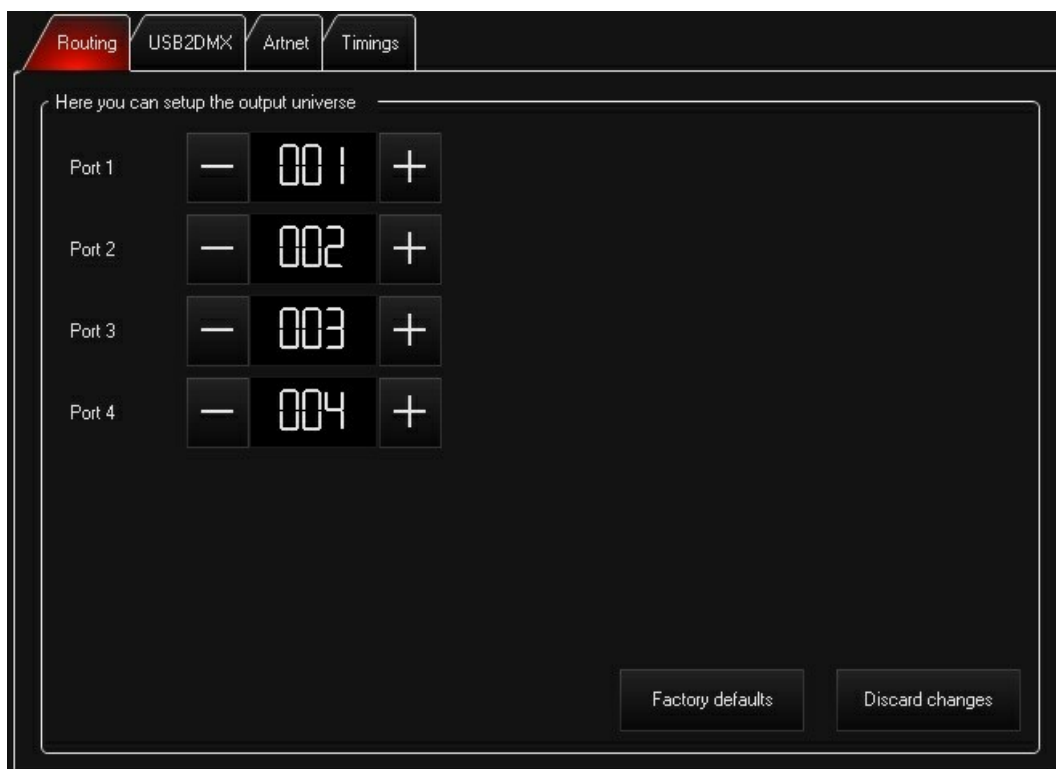 Routing USB2DMX Artnet Timings
Here you can setup the output universe
Port 1 — 001 +
Port 2 — 002 +
Port 3 — 003 +
Port 4 — 004 +
Factory defaults Discard changes